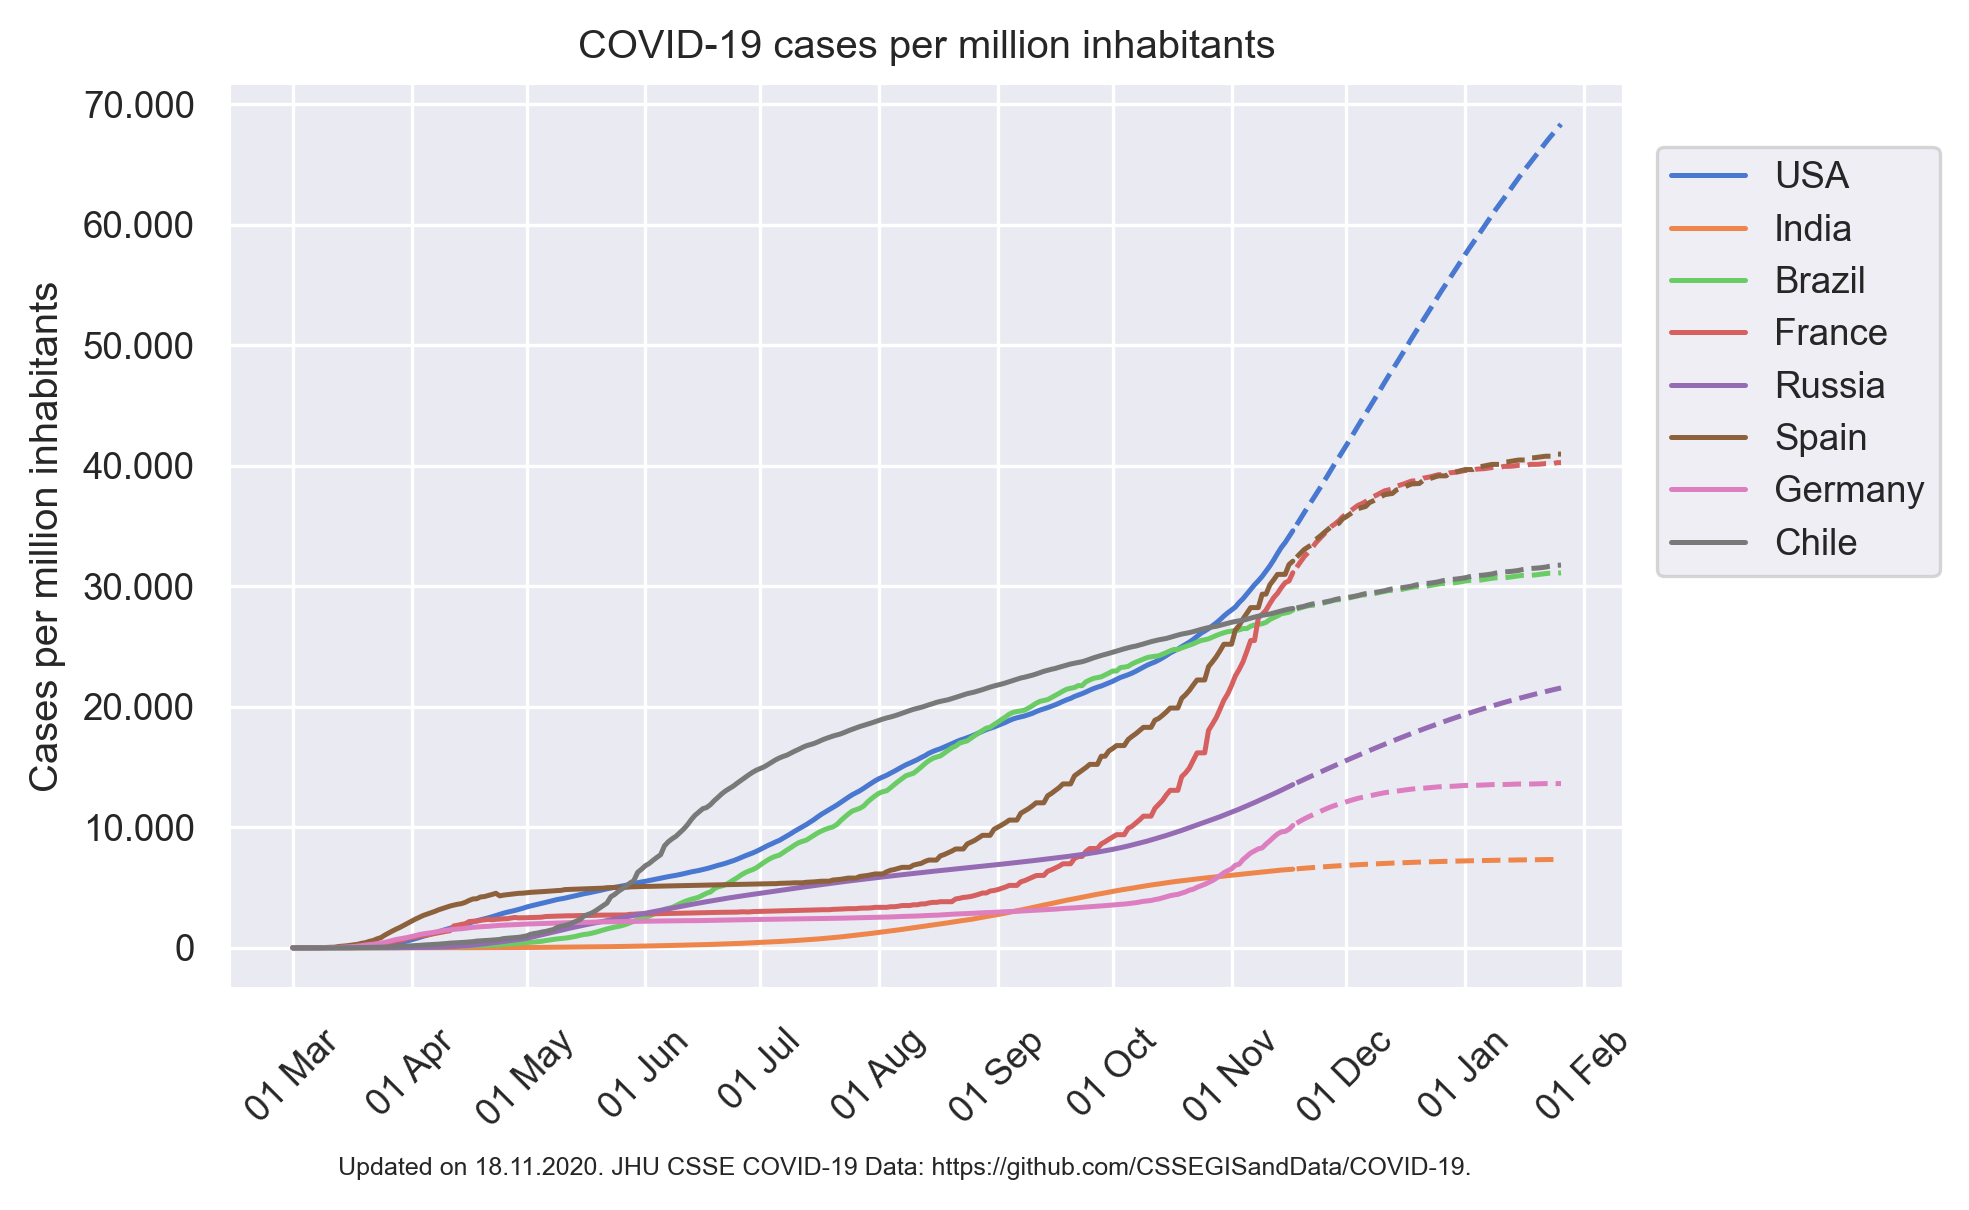 COVID-19 cases per million inhabitants
Cases per million inhabitants
70.000
60.000
50.000
40.000
30.000
20.000
10.000
0
01 Mar
01 Apr
01 May
01 Jun
01 Jul
01 Aug
01 Sep
01 Oct
01 Nov
01 Dec
01 Jan
01 Feb
USA
India
Brazil
France
Russia
Spain
Germany
Chile
Updated on 18.11.2020. JHU CSSE COVID-19 Data: https://github.com/CSSEGISandData/COVID-19.